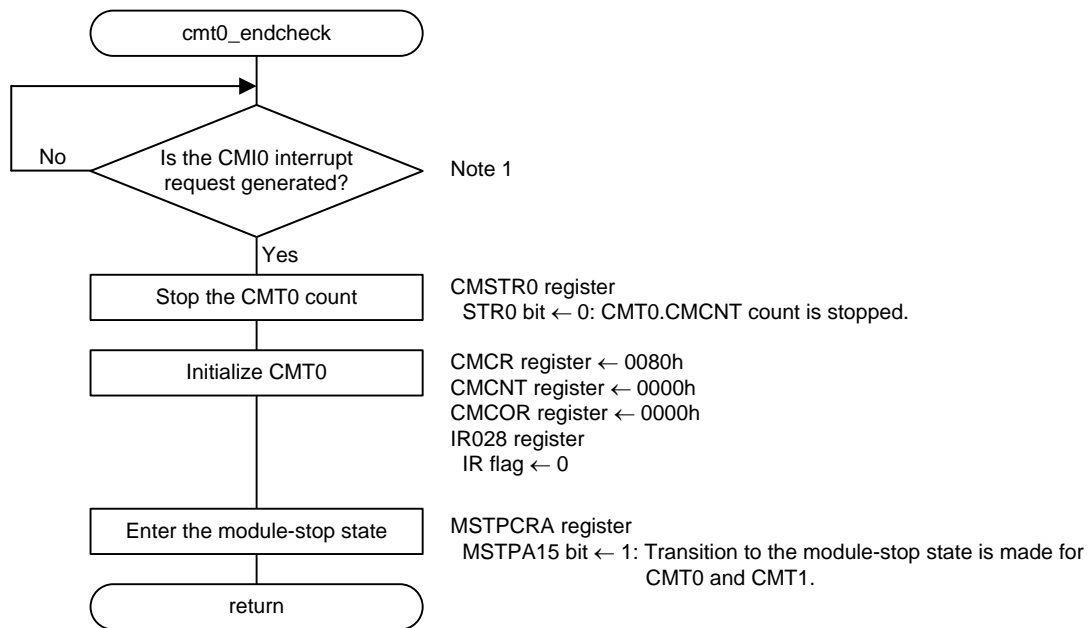 cmt0_endcheck
No
Is the CMI0 interrupt
request generated?
Note 1
Yes
Stop the CMT0 count
CMSTR0 register
STR0 bit ← 0: CMT0.CMCNT count is stopped.
Initialize CMT0
CMCR register ← 0080h
CMCNT register ← 0000h
CMCOR register ← 0000h
IR028 register
IR flag ← 0
Enter the module-stop state
MSTPCRA register
MSTPA15 bit ← 1: Transition to the module-stop state is made for
CMT0 and CMT1.
return